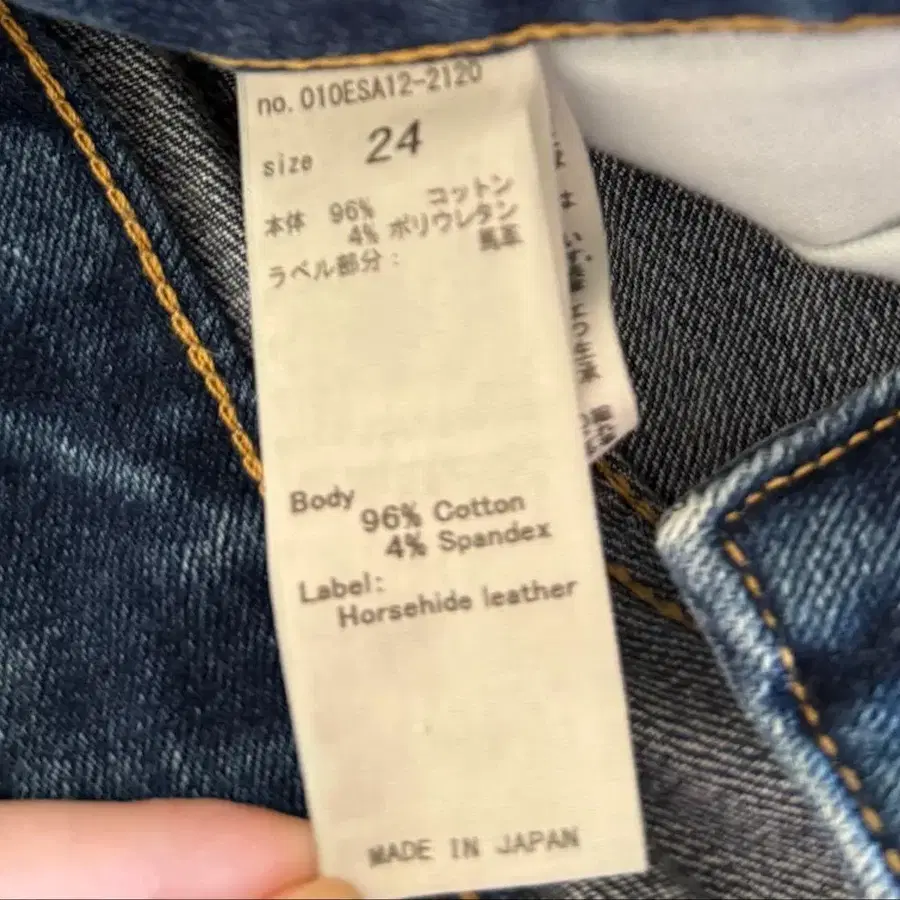 no. 010ESA12-2120
size 24
本体 96% コットン
4% ポリウレタン
ラベル部分: 馬革
Body
96% Cotton
4% Spandex
Label:
Horsehide leather
MADE IN JAPAN